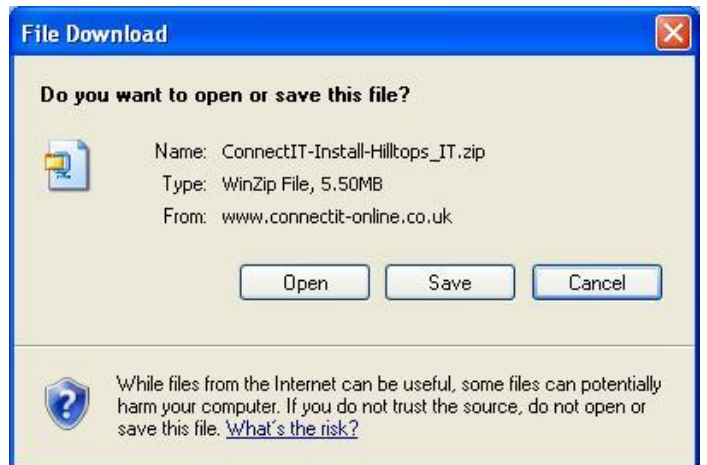 File Download
Do you want to open or save this file?
Name: ConnectIT-Install-Hilltops_IT.zip
Type: WinZip File, 5.50MB
From: www.connectit-online.co.uk
Open Save Cancel
While files from the Internet can be useful, some files can potentially
harm your computer. If you do not trust the source, do not open or
save this file. What's the risk?